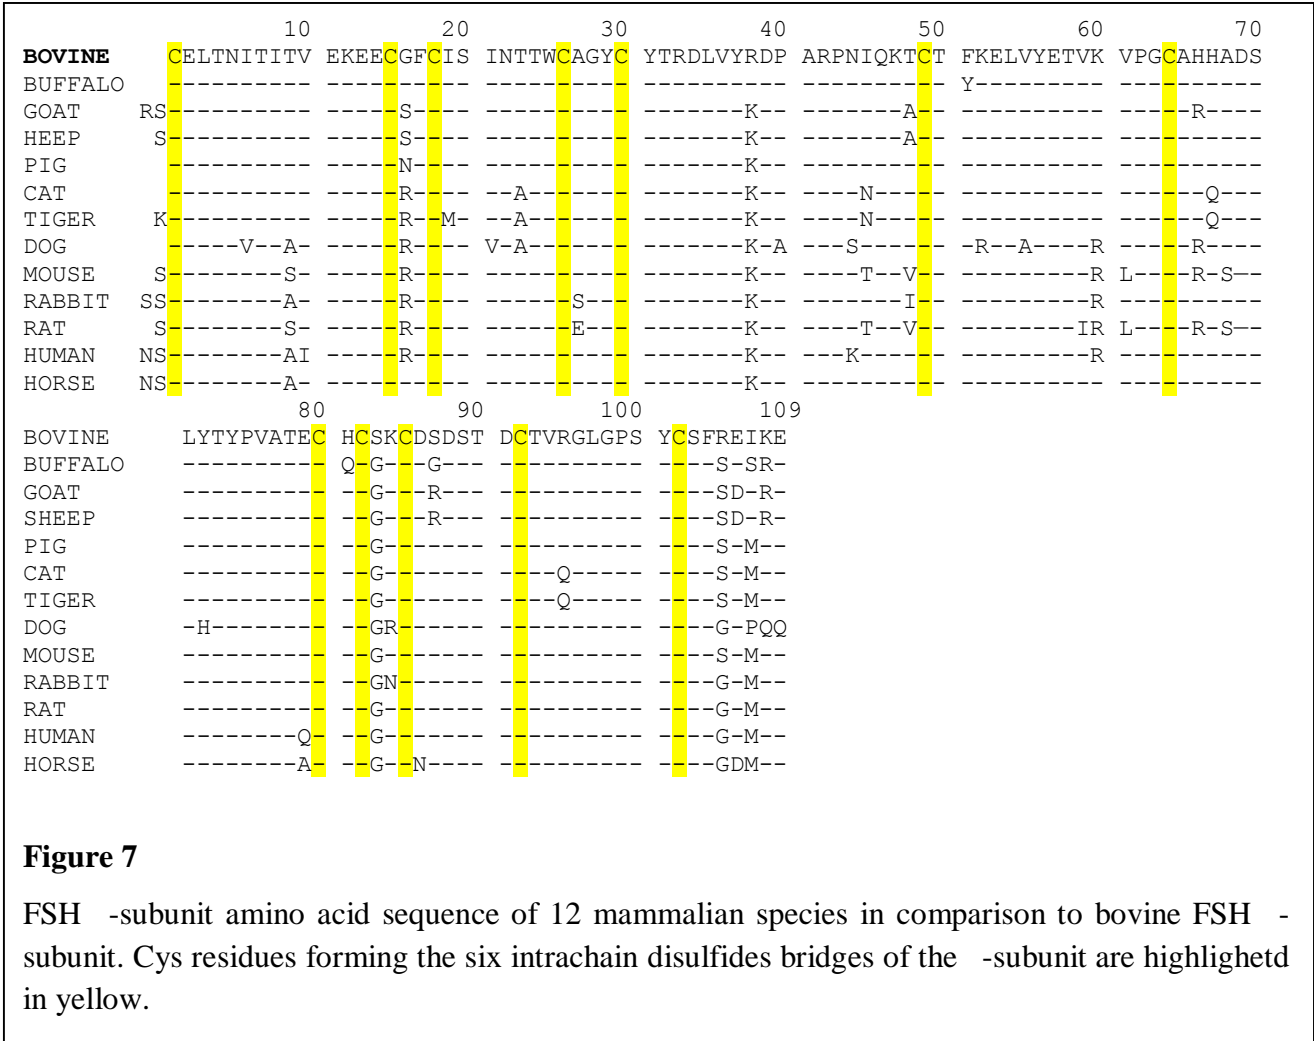 10 20 30 40 50 60 70
BOVINE CELTNITITV EKEECGFCIS INTTWCAGYC YTRDLVYRDP ARPNIQKTCT FKELVYETVK VPGCAHHADS
BUFFALO ---------- ---------- ---------- ---------- ---------- Y--------- ----------
GOAT RS---------- -----S---- ---------- -------K-- -------A-- ---------- -----R----
HEEP S---------- -----S---- ---------- -------K-- -------A-- ---------- ----------
PIG ---------- -----N---- ---------- -------K-- ---------- ---------- ----------
CAT ---------- -----R---- --A------- -------K-- ----N----- ---------- ------Q---
TIGER K---------- -----R--M- --A------- -------K-- ----N----- ---------- ------Q---
DOG -----V--A- -----R---- V-A------- -------K-A ---S------ -R--A----R -----R----
MOUSE S--------S- -----R---- ---------- -------K-- ----T--V-- ---------R L----R-S—-
RABBIT SS--------A- -----R---- ------S--- -------K-- -------I-- ---------R ----------
RAT S--------S- -----R---- ------E--- -------K-- ----T--V-- --------IR L----R-S—-
HUMAN NS--------AI -----R---- ---------- -------K-- ---K------ ---------R ----------
HORSE NS--------A- ---------- ---------- -------K-- ---------- ---------- ----------
80 90 100 109
BOVINE LYTYPVATEC HCSKCDSDST DCTVRGLGPS YCSFREIKE
BUFFALO ---------- Q-G---G--- ---------- ----S-SR-
GOAT ---------- --G---R--- ---------- ----SD-R-
SHEEP ---------- --G---R--- ---------- ----SD-R-
PIG ---------- --G------- ---------- ----S-M--
CAT ---------- --G------- ----Q----- ----S-M--
TIGER ---------- --G------- ----Q----- ----S-M--
DOG -H-------- --GR------ ---------- ----G-PQQ
MOUSE ---------- --G------- ---------- ----S-M--
RABBIT ---------- --GN------ ---------- ----G-M--
RAT ---------- --G------- ---------- ----G-M--
HUMAN --------Q- --G------- ---------- ----G-M--
HORSE --------A- --G--N---- ---------- ----GDM--
Figure 7
FSH -subunit amino acid sequence of 12 mammalian species in comparison to bovine FSH -
subunit. Cys residues forming the six intrachain disulfides bridges of the -subunit are highlighetd
in yellow.